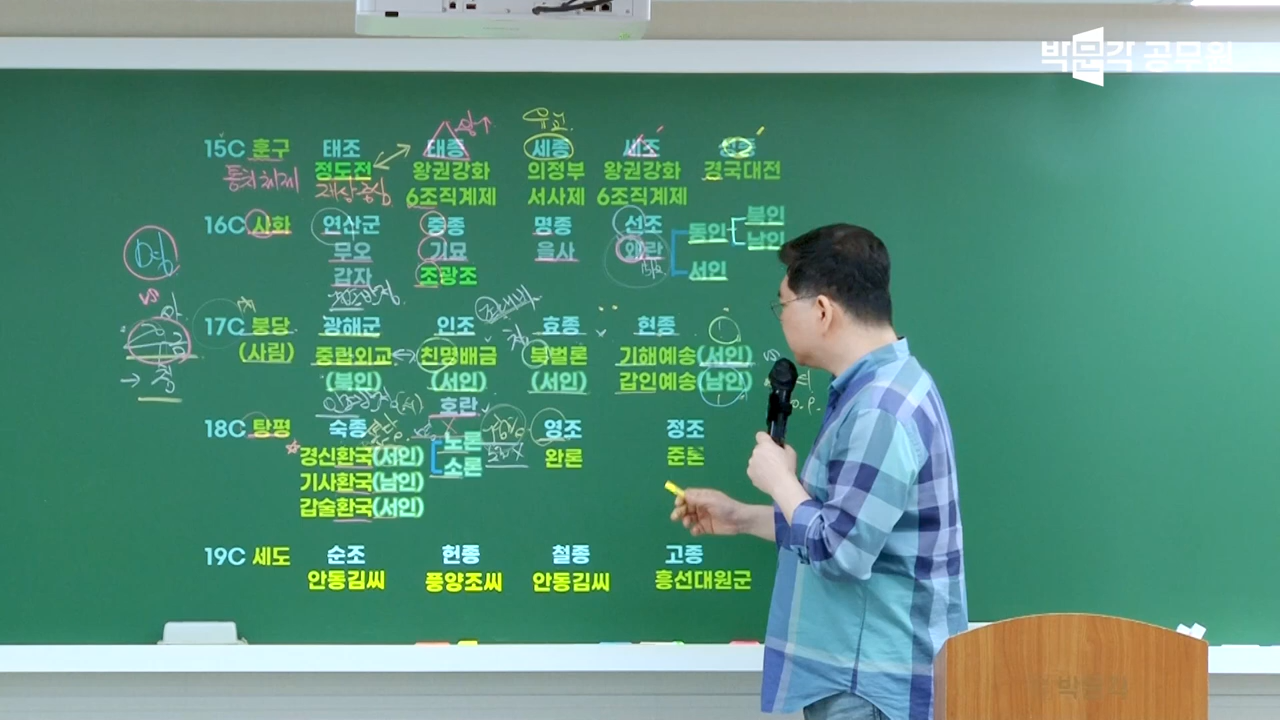 박문각 공무원
15C 훈구 태조 태종 세종 세조 성종
통치체제 정도전 왕권강화 의정부 왕권강화 경국대전
재상중심 6조직계제 서사제 6조직계제
유교
16C 사화 연산군 중종 명종 선조 동인 북인
무오 기묘 을사 왜란 남인
갑자 조광조 서인
명
vs
17C 붕당 광해군 인조 효종 현종
(사림) 중립외교 친명배금 북벌론 기해예송(서인) vs
청
(북인) (서인) (서인) 갑인예송(남인)
호란
18C 탕평 숙종 노론 영조 정조
경신환국(서인) 소론 완론 준론
기사환국(남인)
갑술환국(서인)
19C 세도 순조 헌종 철종 고종
안동김씨 풍양조씨 안동김씨 흥선대원군